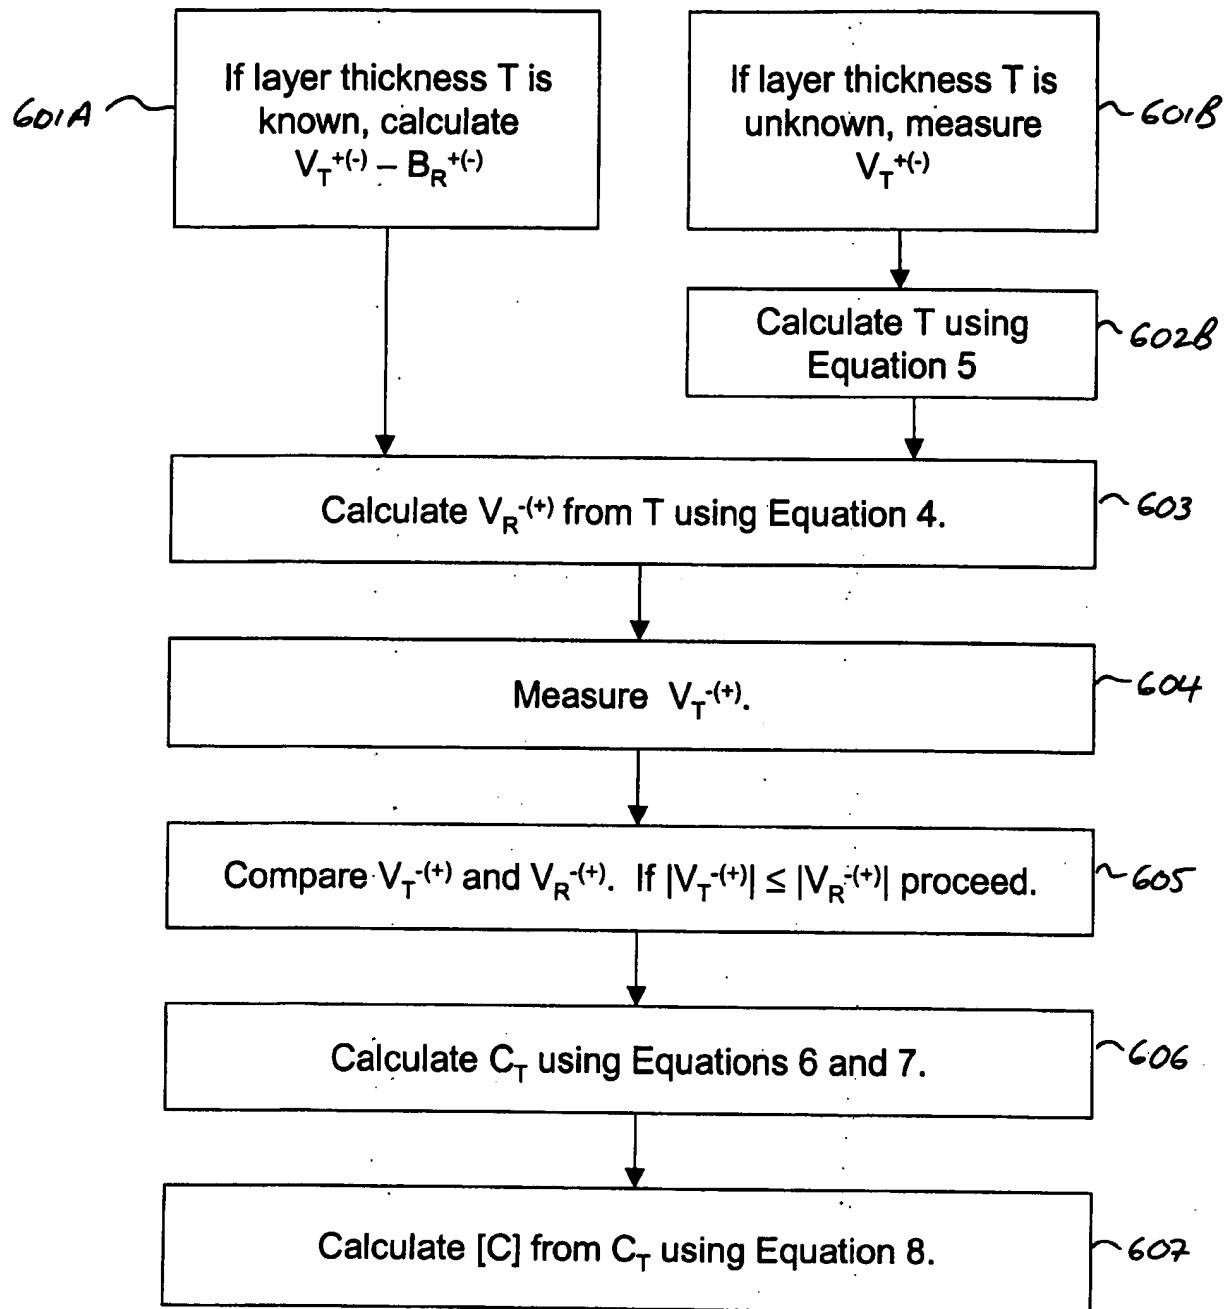 If layer thickness T is
known, calculate
V_T^+(-) – B_R^+(-)
601A
If layer thickness T is
unknown, measure
V_T^+(-)
601B
Calculate T using
Equation 5
602B
Calculate V_R^-(+) from T using Equation 4.
603
Measure V_T^-(+).
604
Compare V_T^-(+) and V_R^-(+). If |V_T^-(+)| ≤ |V_R^-(+)| proceed.
605
Calculate C_T using Equations 6 and 7.
606
Calculate [C] from C_T using Equation 8.
607